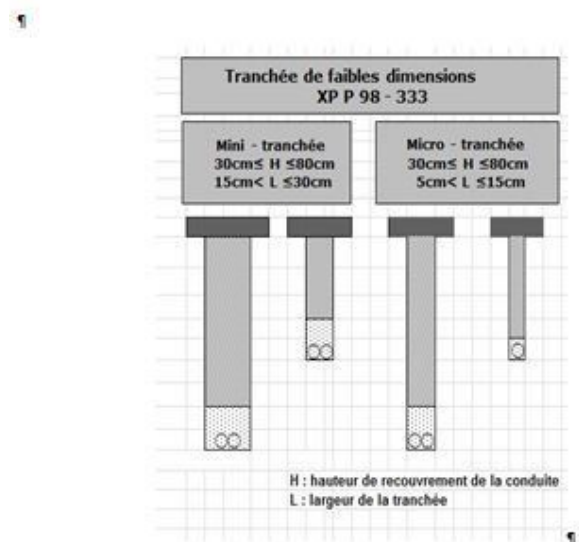 ¶
Tranchée de faibles dimensions
XP P 98 - 333
Mini - tranchée
30cm≤ H ≤80cm
15cm< L ≤30cm
Micro - tranchée
30cm≤ H ≤80cm
5cm< L ≤15cm
H : hauteur de recouvrement de la conduite
L : largeur de la tranchée
¶